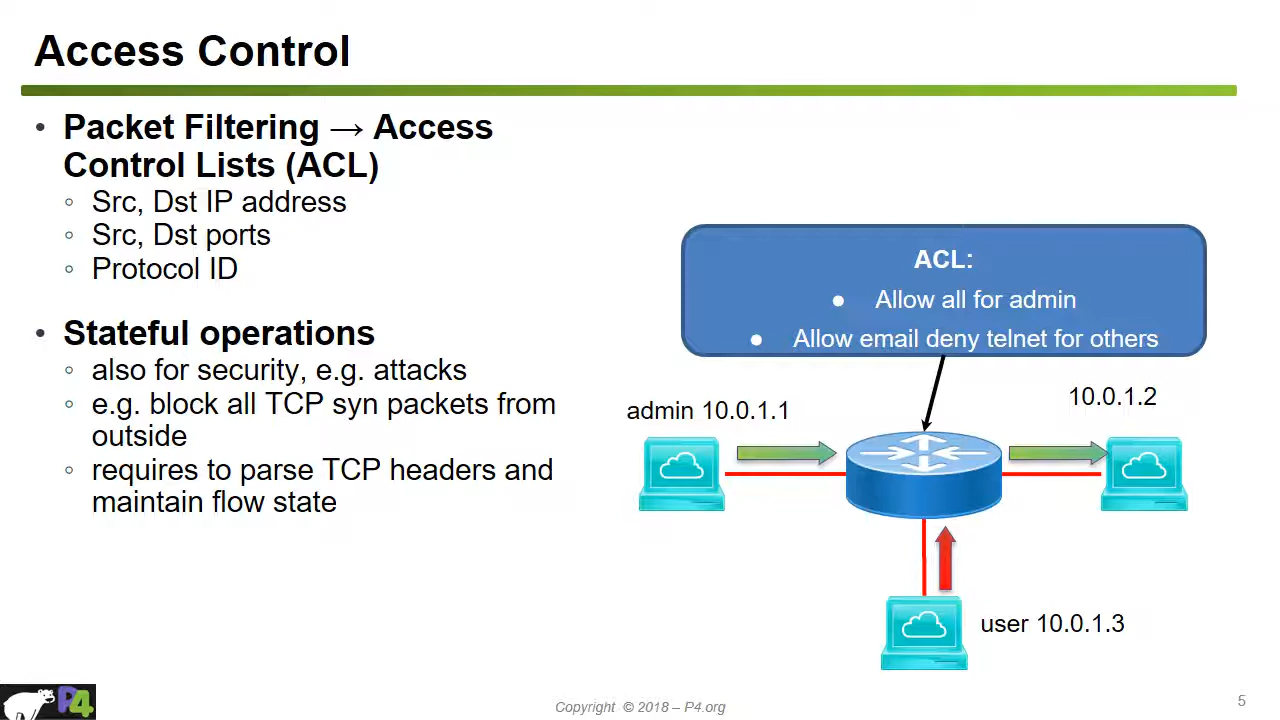 Access Control
• Packet Filtering → Access
Control Lists (ACL)
◦ Src, Dst IP address
◦ Src, Dst ports
◦ Protocol ID
• Stateful operations
◦ also for security, e.g. attacks
◦ e.g. block all TCP syn packets from
outside
◦ requires to parse TCP headers and
maintain flow state
ACL:
● Allow all for admin
● Allow email deny telnet for others
admin 10.0.1.1
10.0.1.2
user 10.0.1.3
P4
Copyright © 2018 – P4.org
5